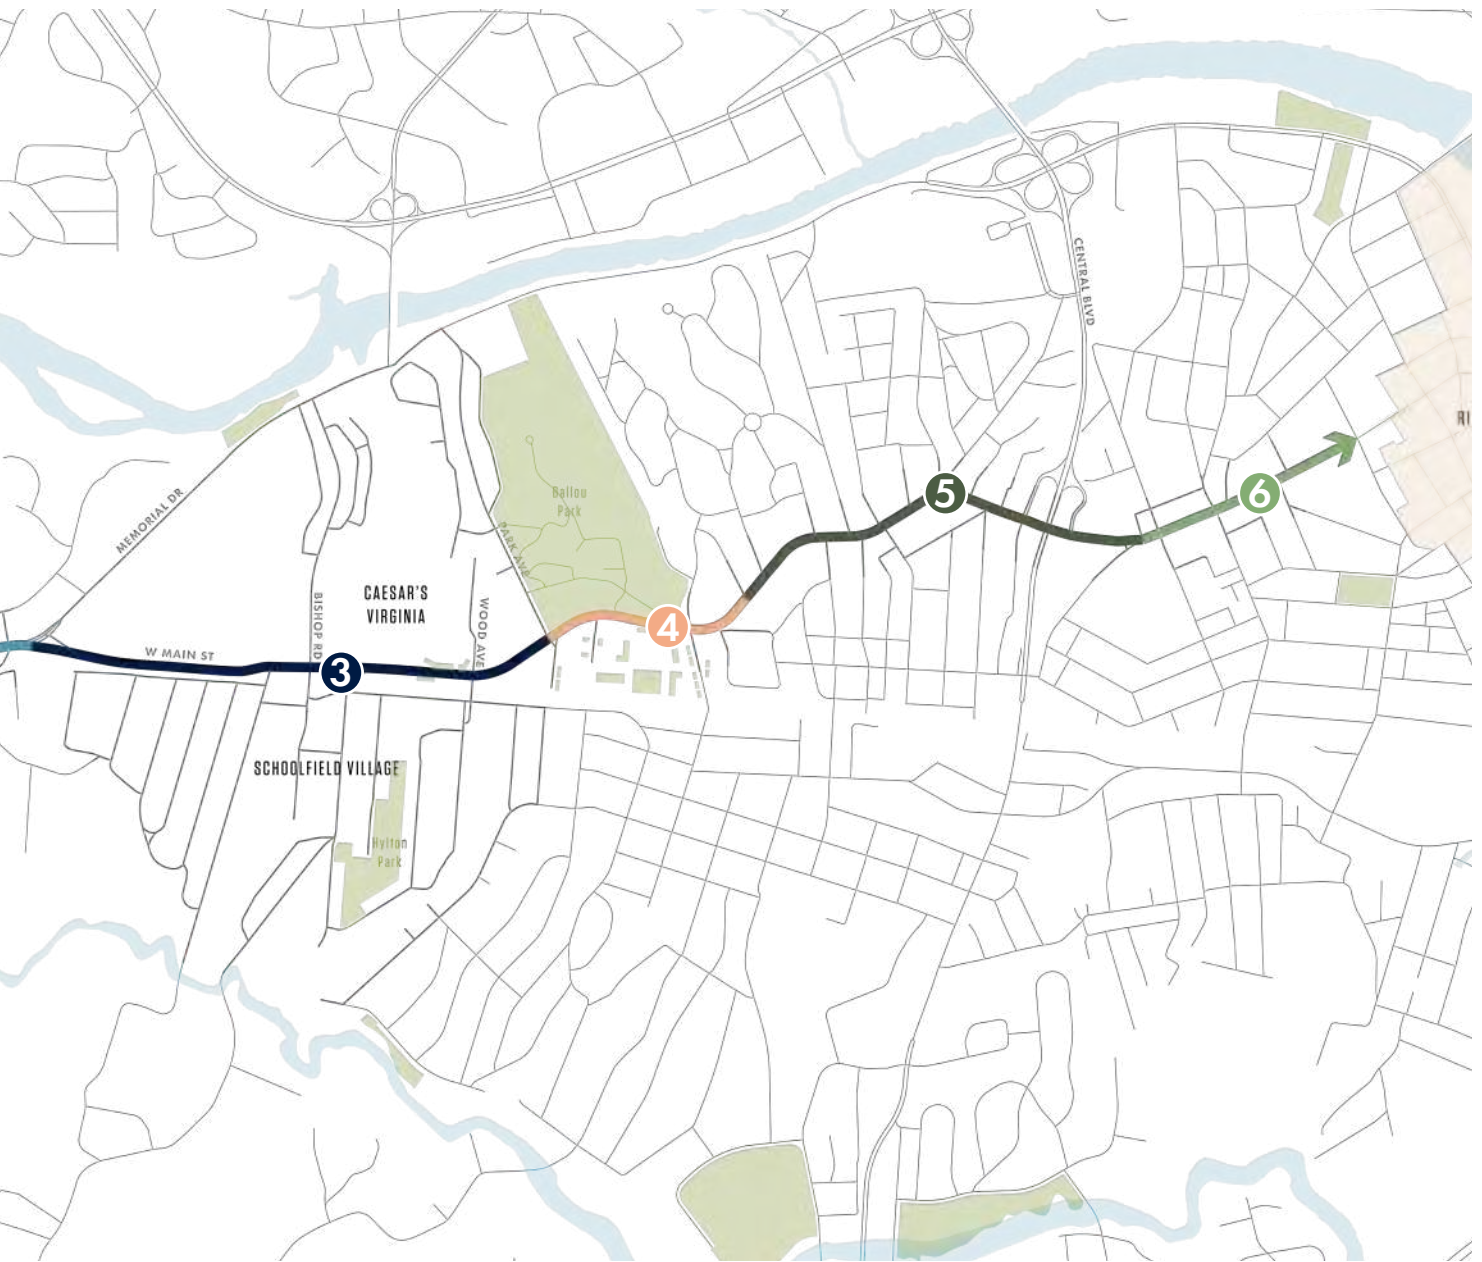 CENTRAL BLVD
RI
5
6
Ballou
Park
MEMORIAL DR
PARK AVE
CAESAR'S
VIRGINIA
BISHOP RD
WOOD AVE
4
W MAIN ST
3
SCHOOLFIELD VILLAGE
Hylton
Park